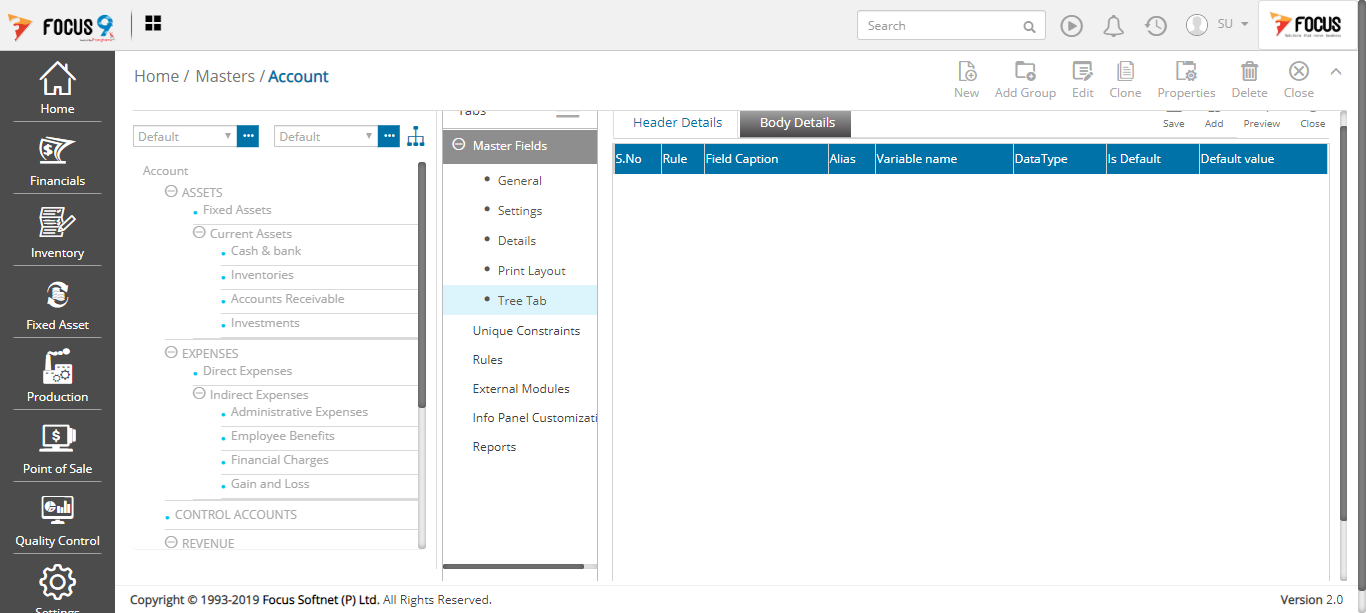 FOCUS 9
Search
SU
FOCUS
Home / Masters / Account
New
Add Group
Edit
Clone
Properties
Delete
Close
Home
Financials
Inventory
Fixed Asset
Production
Point of Sale
Quality Control
Settings
Default
Default
Account
ASSETS
Fixed Assets
Current Assets
Cash & bank
Inventories
Accounts Receivable
Investments
EXPENSES
Direct Expenses
Indirect Expenses
Administrative Expenses
Employee Benefits
Financial Charges
Gain and Loss
CONTROL ACCOUNTS
REVENUE
Tabs
Master Fields
General
Settings
Details
Print Layout
Tree Tab
Unique Constraints
Rules
External Modules
Info Panel Customizati
Reports
Header Details
Body Details
Save
Add
Preview
Close
S.No Rule Field Caption Alias Variable name DataType Is Default Default value
Copyright © 1993-2019 Focus Softnet (P) Ltd. All Rights Reserved.
Version 2.0